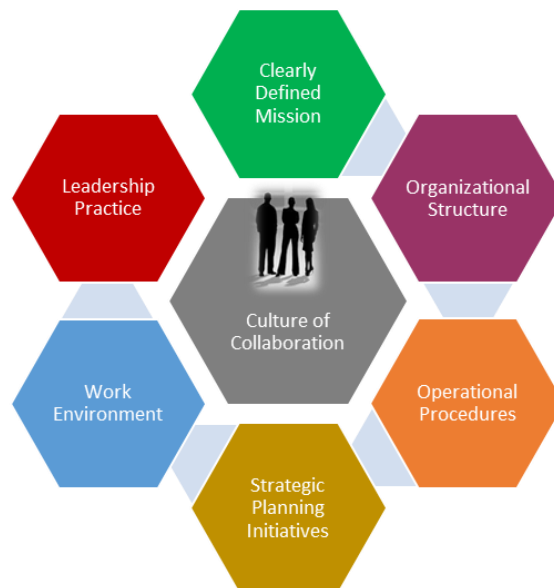 Clearly
Defined
Mission
Organizational
Structure
Operational
Procedures
Strategic
Planning
Initiatives
Work
Environment
Leadership
Practice
Culture of
Collaboration